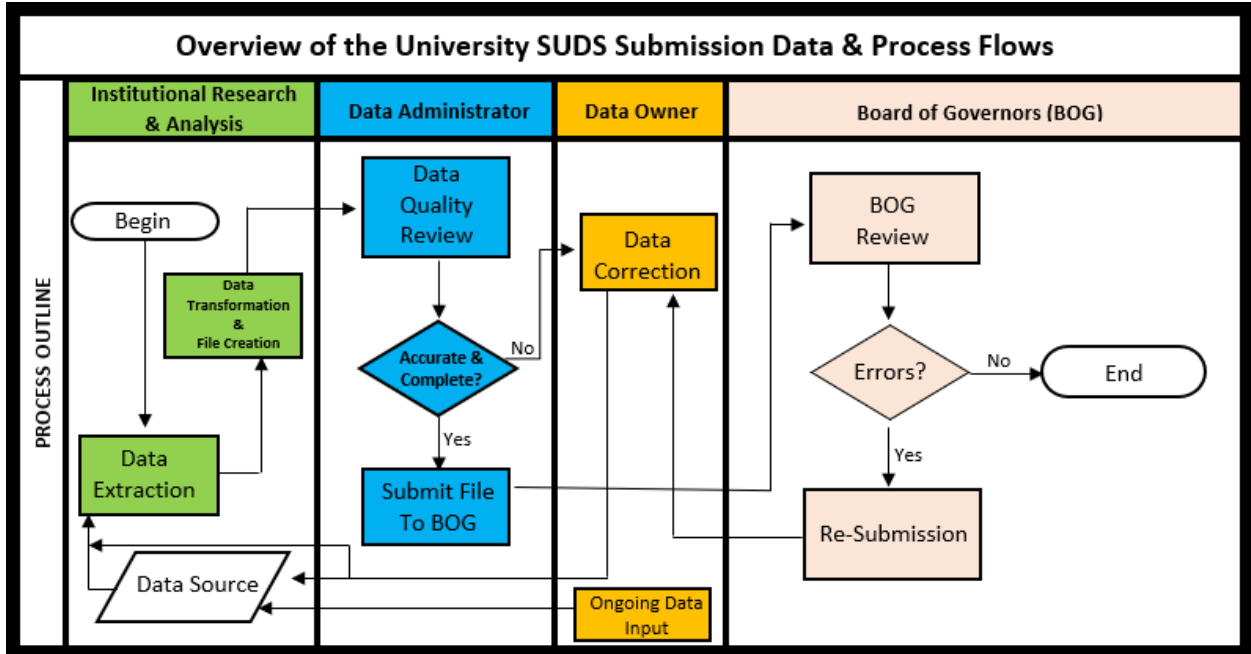 Overview of the University SUDS Submission Data & Process Flows
PROCESS OUTLINE
Institutional Research
& Analysis
Data Administrator
Data Owner
Board of Governors (BOG)
Begin
Data
Transformation
&
File Creation
Data
Extraction
Data Source
Data
Quality
Review
Accurate &
Complete?
No
Yes
Submit File
To BOG
Data
Correction
Ongoing Data
Input
BOG
Review
Errors?
No
End
Yes
Re-Submission